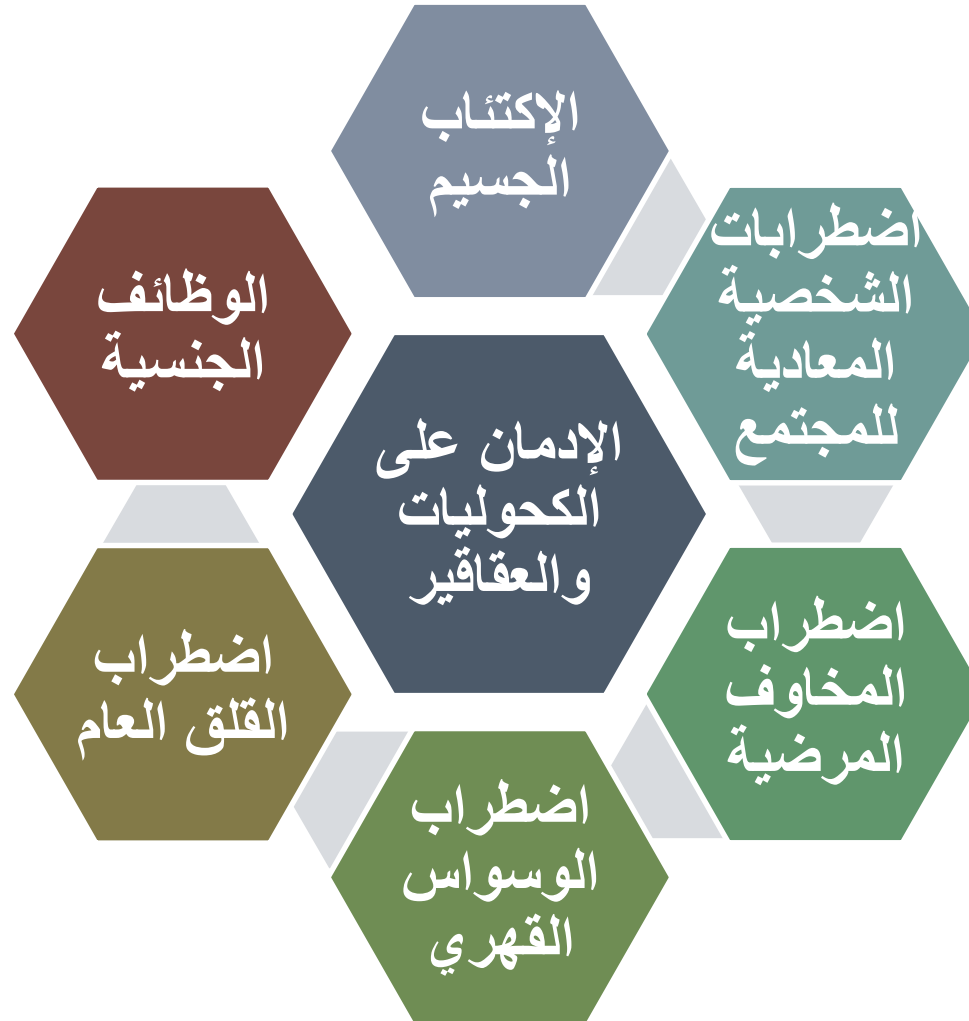 الإكتئاب
الجسيم
اضطرابات
الشخصية
المعادية
للمجتمع
الوظائف
الجنسية
الإدمان على
الكحوليات
والعقاقير
اضطراب
المخاوف
المرضية
اضطراب
القلق العام
اضطراب
الوسواس
القهري